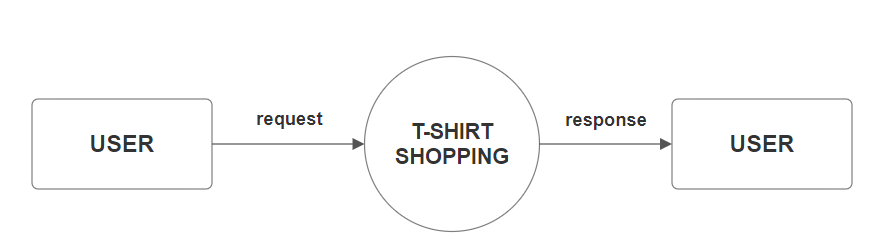 USER
request
T-SHIRT
SHOPPING
response
USER